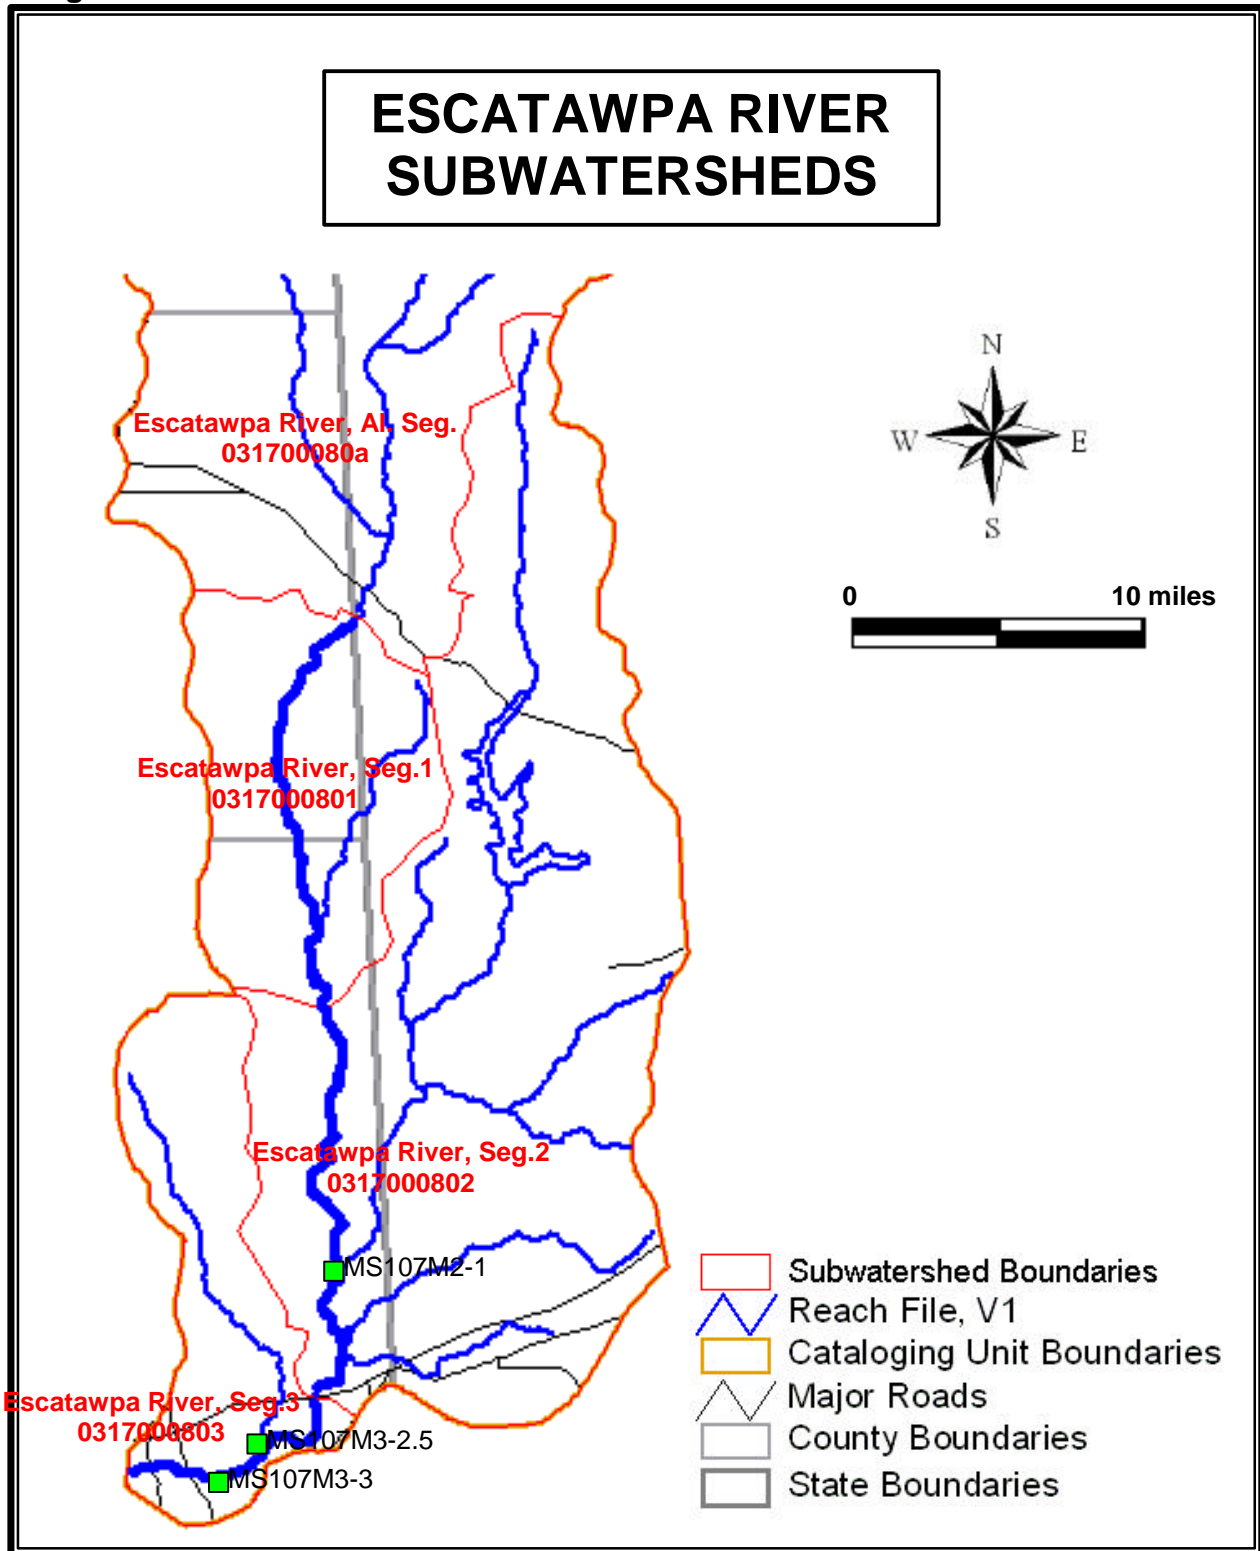 ESCATAWPA RIVER
SUBWATERSHEDS
N
W
E
S
Escatawpa River, Al. Seg.
031700080a
0
10 miles
Escatawpa River, Seg.1
0317000801
Escatawpa River, Seg.2
0317000802
MS107M2-1
Escatawpa River, Seg.3
0317000803
MS107M3-2.5
MS107M3-3
Subwatershed Boundaries
Reach File, V1
Cataloging Unit Boundaries
Major Roads
County Boundaries
State Boundaries